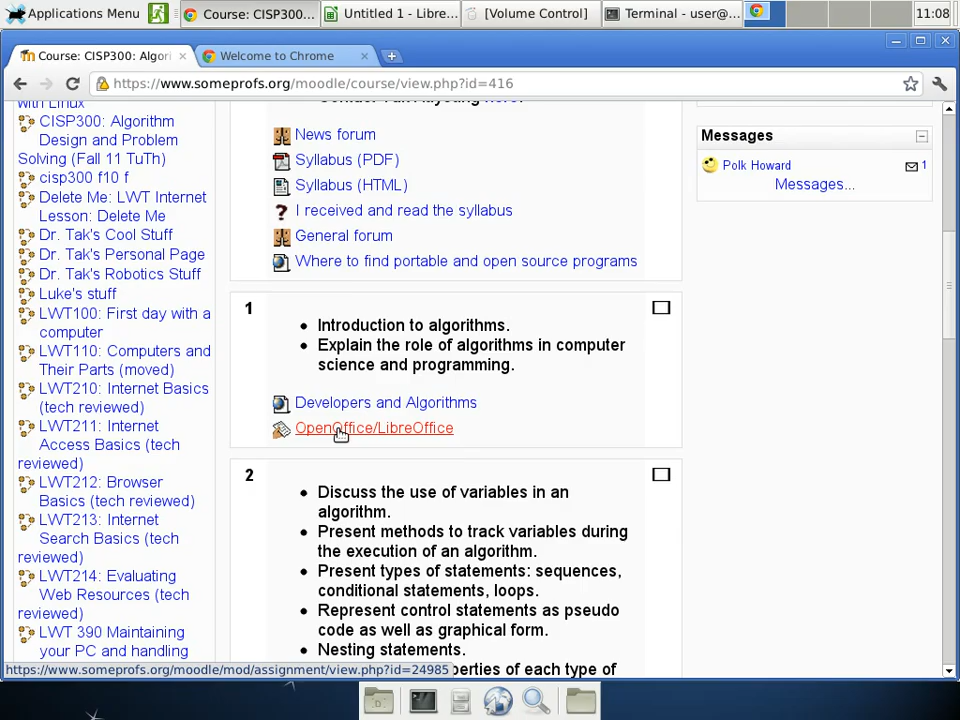 Applications Menu
Course: CISP300...
Untitled 1 - Libre...
[Volume Control]
Terminal - user@...
11:08
Course: CISP300: Algori
Welcome to Chrome
https://www.someprofs.org/moodle/course/view.php?id=416
with Linux
CISP300: Algorithm
Design and Problem
Solving (Fall 11 TuTh)
cisp300 f10 f
Delete Me: LWT Internet
Lesson: Delete Me
Dr. Tak's Cool Stuff
Dr. Tak's Personal Page
Dr. Tak's Robotics Stuff
Luke's stuff
LWT100: First day with a
computer
LWT110: Computers and
Their Parts (moved)
LWT210: Internet Basics
(tech reviewed)
LWT211: Internet
Access Basics (tech
reviewed)
LWT212: Browser
Basics (tech reviewed)
LWT213: Internet
Search Basics (tech
reviewed)
LWT214: Evaluating
Web Resources (tech
reviewed)
LWT 390 Maintaining
your PC and handling
News forum
Syllabus (PDF)
Syllabus (HTML)
I received and read the syllabus
General forum
Where to find portable and open source programs
1
Introduction to algorithms.
Explain the role of algorithms in computer
science and programming.
Developers and Algorithms
OpenOffice/LibreOffice
2
Discuss the use of variables in an
algorithm.
Present methods to track variables during
the execution of an algorithm.
Present types of statements: sequences,
conditional statements, loops.
Represent control statements as pseudo
code as well as graphical form.
Nesting statements.
perties of each type of
Messages
Polk Howard
1
Messages...
https://www.someprofs.org/moodle/mod/assignment/view.php?id=24985